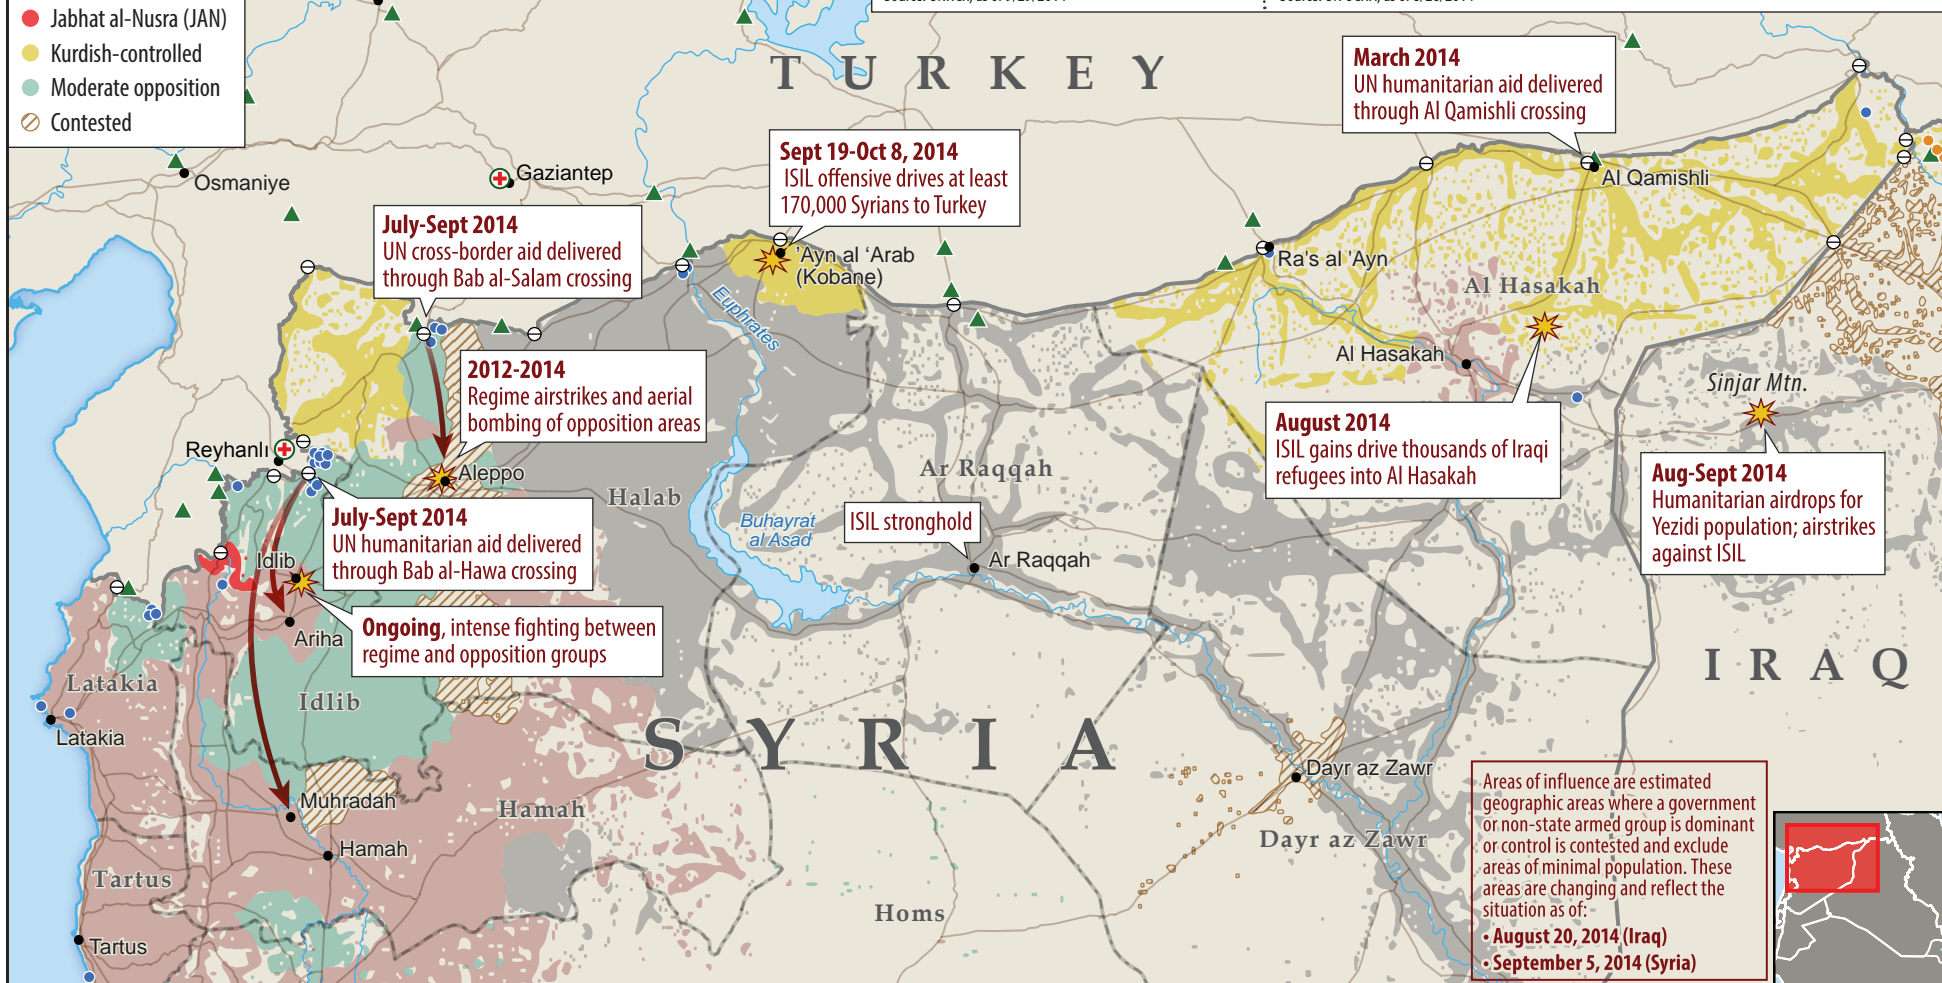 Jabhat al-Nusra (JAN)
Kurdish-controlled
Moderate opposition
Contested
TURKEY
March 2014
UN humanitarian aid delivered
through Al Qamishli crossing
Sept 19-Oct 8, 2014
ISIL offensive drives at least
170,000 Syrians to Turkey
Osmaniye
Gaziantep
Al Qamishli
July-Sept 2014
UN cross-border aid delivered
through Bab al-Salam crossing
'Ayn al ‘Arab
(Kobane)
Ra's al 'Ayn
Al Hasakah
Euphrates
2012-2014
Regime airstrikes and aerial
bombing of opposition areas
Al Hasakah
Sinjar Mtn.
August 2014
ISIL gains drive thousands of Iraqi
refugees into Al Hasakah
Reyhanlı
Aleppo
Halab
Ar Raqqah
Aug-Sept 2014
Humanitarian airdrops for
Yezidi population; airstrikes
against ISIL
July-Sept 2014
UN humanitarian aid delivered
through Bab al-Hawa crossing
Buhayrat
al Asad
ISIL stronghold
Ar Raqqah
Idlib
Ongoing, intense fighting between
regime and opposition groups
Ariha
IRAQ
Latakia
Idlib
Latakia
SYRIA
Dayr az Zawr
Muhradah
Hamah
Hamah
Dayr az Zawr
Tartus
Homs
Tartus
Areas of influence are estimated
geographic areas where a government
or non-state armed group is dominant
or control is contested and exclude
areas of minimal population. These
areas are changing and reflect the
situation as of:
• August 20, 2014 (Iraq)
• September 5, 2014 (Syria)